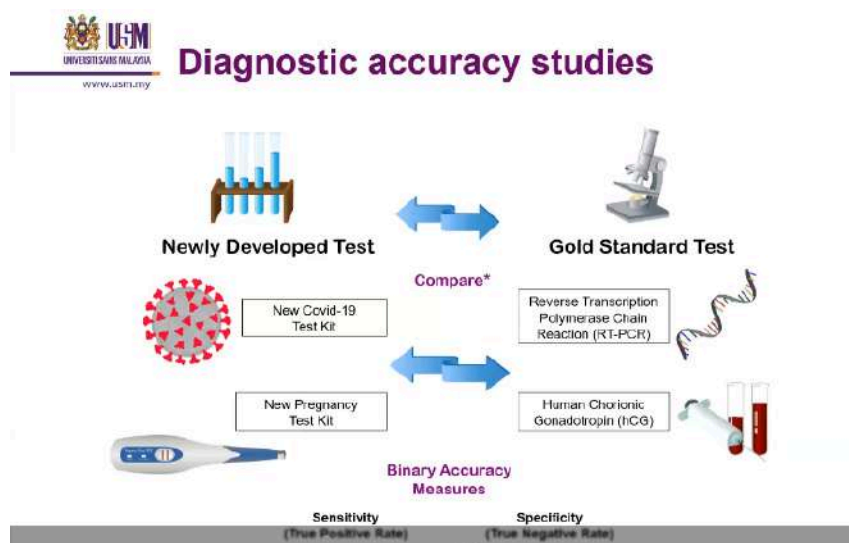 USM
UNIVERSITI SAINS MALAYSIA
www.usm.my
Diagnostic accuracy studies
Newly Developed Test
Gold Standard Test
Compare*
New Covid-19
Test Kit
Reverse Transcription
Polymerase Chain
Reaction (RT-PCR)
New Pregnancy
Test Kit
Human Chorionic
Gonadotropin (hCG)
Binary Accuracy
Measures
Sensitivity
(True Positive Rate)
Specificity
(True Negative Rate)